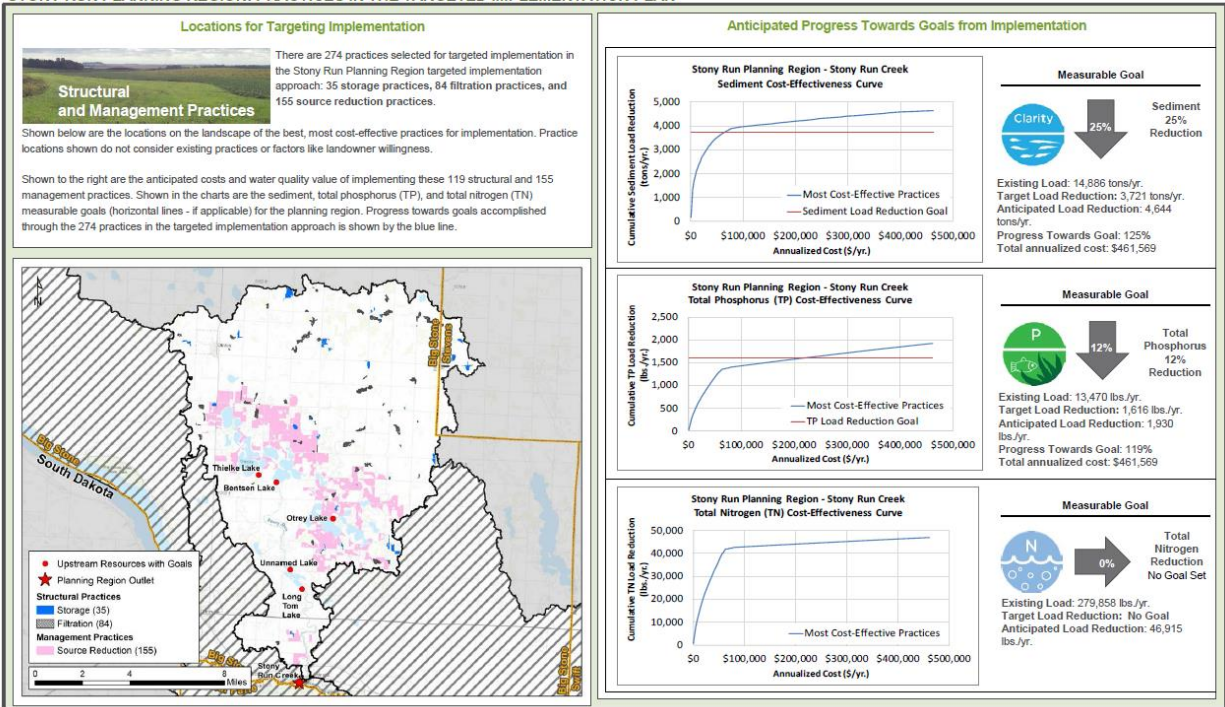 Locations for Targeting Implementation
Structural
and Management Practices
There are 274 practices selected for targeted implementation in
the Stony Run Planning Region targeted implementation
approach: 35 storage practices, 84 filtration practices, and
155 source reduction practices.
Shown below are the locations on the landscape of the best, most cost-effective practices for implementation. Practice
locations shown do not consider existing practices or factors like landowner willingness.
Shown to the right are the anticipated costs and water quality value of implementing these 119 structural and 155
management practices. Shown in the charts are the sediment, total phosphorus (TP), and total nitrogen (TN)
measurable goals (horizontal lines - if applicable) for the planning region. Progress towards goals accomplished
through the 274 practices in the targeted implementation approach is shown by the blue line.
N
Big Stone
Stevens
Big Stone
South Dakota
Thielke Lake
Bentsen Lake
Otrey Lake
Unnamed Lake
Long
Tom
Lake
Stony
Run Creek
Big Stone
Swift
Upstream Resources with Goals
Planning Region Outlet
Structural Practices
Storage (35)
Filtration (84)
Management Practices
Source Reduction (155)
0 2 4 8
Miles
Anticipated Progress Towards Goals from Implementation
Stony Run Planning Region - Stony Run Creek
Sediment Cost-Effectiveness Curve
Cumulative Sediment Load Reduction
(tons/yr.)
5,000
4,000
3,000
2,000
1,000
0
Most Cost-Effective Practices
Sediment Load Reduction Goal
$0 $100,000 $200,000 $300,000 $400,000 $500,000
Annualized Cost ($/yr.)
Measurable Goal
Clarity
25%
Sediment
25%
Reduction
Existing Load: 14,886 tons/yr.
Target Load Reduction: 3,721 tons/yr.
Anticipated Load Reduction: 4,644
tons/yr.
Progress Towards Goal: 125%
Total annualized cost: $461,569
Stony Run Planning Region - Stony Run Creek
Total Phosphorus (TP) Cost-Effectiveness Curve
Cumulative TP Load Reduction
(lbs./yr.)
2,500
2,000
1,500
1,000
500
0
Most Cost-Effective Practices
TP Load Reduction Goal
$0 $100,000 $200,000 $300,000 $400,000 $500,000
Annualized Cost ($/yr.)
Measurable Goal
P
12%
Total
Phosphorus
12%
Reduction
Existing Load: 13,470 lbs./yr.
Target Load Reduction: 1,616 lbs./yr.
Anticipated Load Reduction: 1,930
lbs./yr.
Progress Towards Goal: 119%
Total annualized cost: $461,569
Stony Run Planning Region - Stony Run Creek
Total Nitrogen (TN) Cost-Effectiveness Curve
Cumulative TN Load Reduction
(lbs./yr)
50,000
40,000
30,000
20,000
10,000
0
Most Cost-Effective Practices
$0 $100,000 $200,000 $300,000 $400,000 $500,000
Annualized Cost ($/yr.)
Measurable Goal
N
0%
Total
Nitrogen
Reduction
No Goal Set
Existing Load: 279,858 lbs./yr.
Target Load Reduction: No Goal
Anticipated Load Reduction: 46,915
lbs./yr.